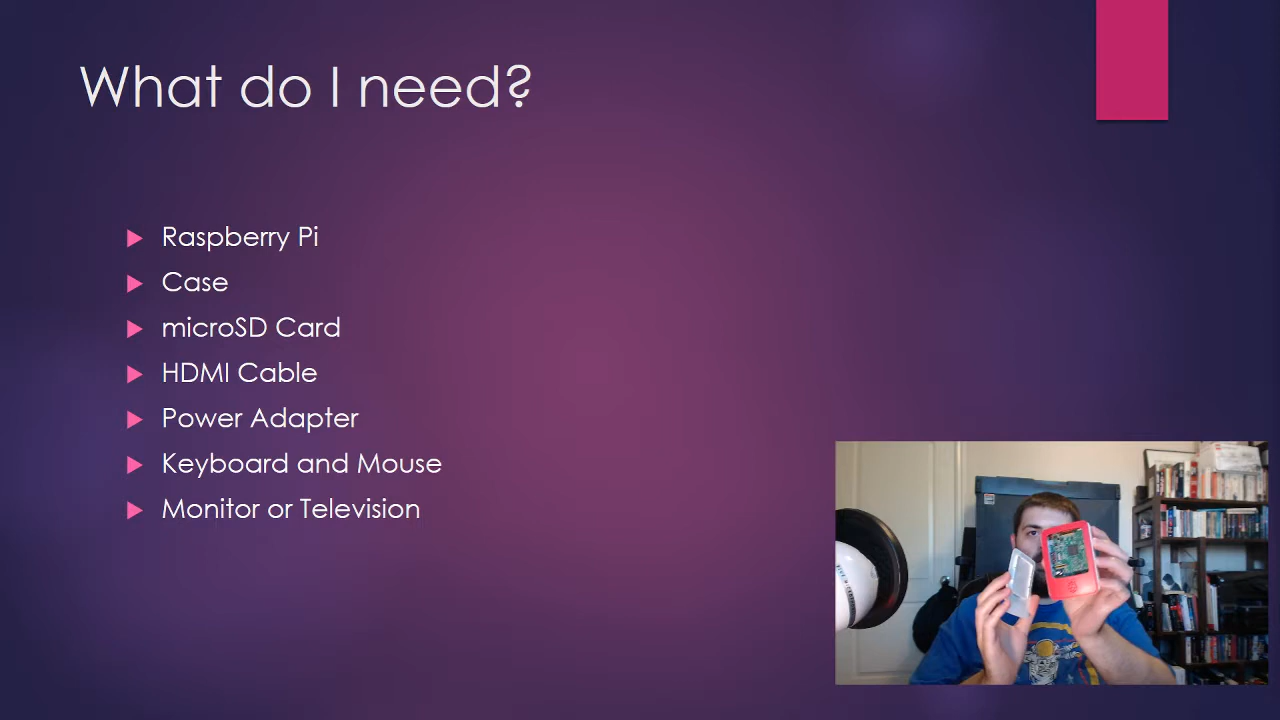 What do I need?
Raspberry Pi
Case
microSD Card
HDMI Cable
Power Adapter
Keyboard and Mouse
Monitor or Television